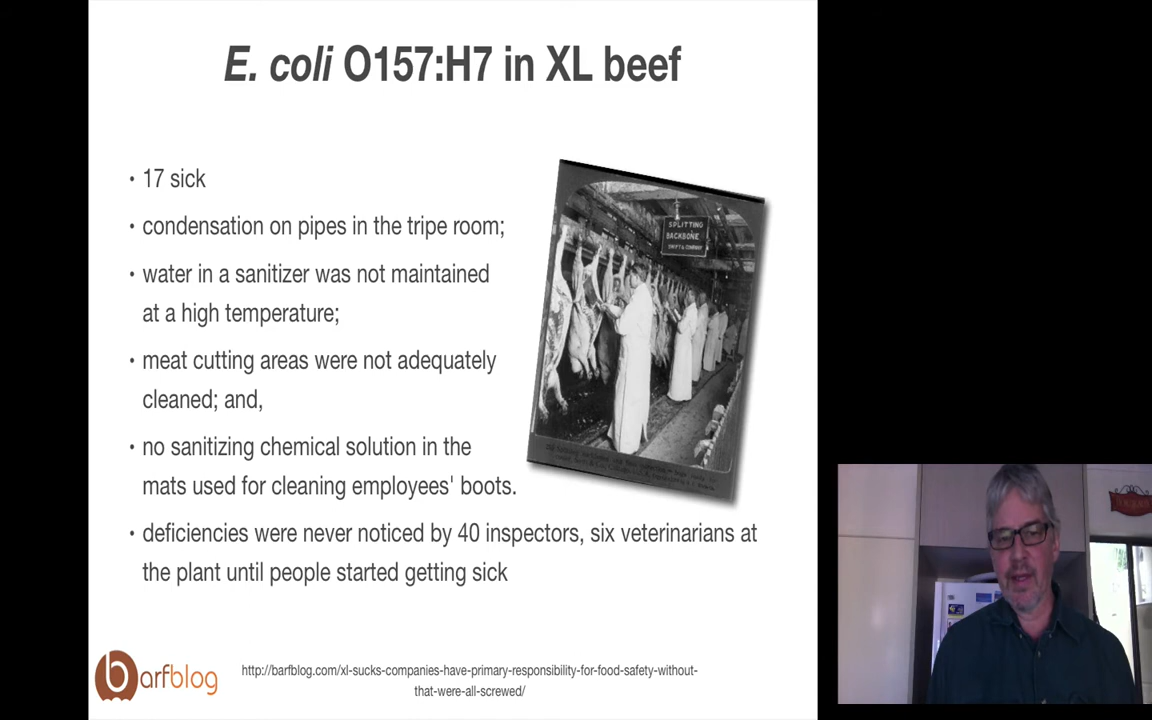 E. coli O157:H7 in XL beef
• 17 sick
• condensation on pipes in the tripe room;
• water in a sanitizer was not maintained
at a high temperature;
• meat cutting areas were not adequately
cleaned; and,
• no sanitizing chemical solution in the
mats used for cleaning employees' boots.
• deficiencies were never noticed by 40 inspectors, six veterinarians at
the plant until people started getting sick
SPLITTING
BACKBONE
SWIFT & COMPANY
barfblog
http://barfblog.com/xl-sucks-companies-have-primary-responsibility-for-food-safety-without-
that-were-all-screwed/